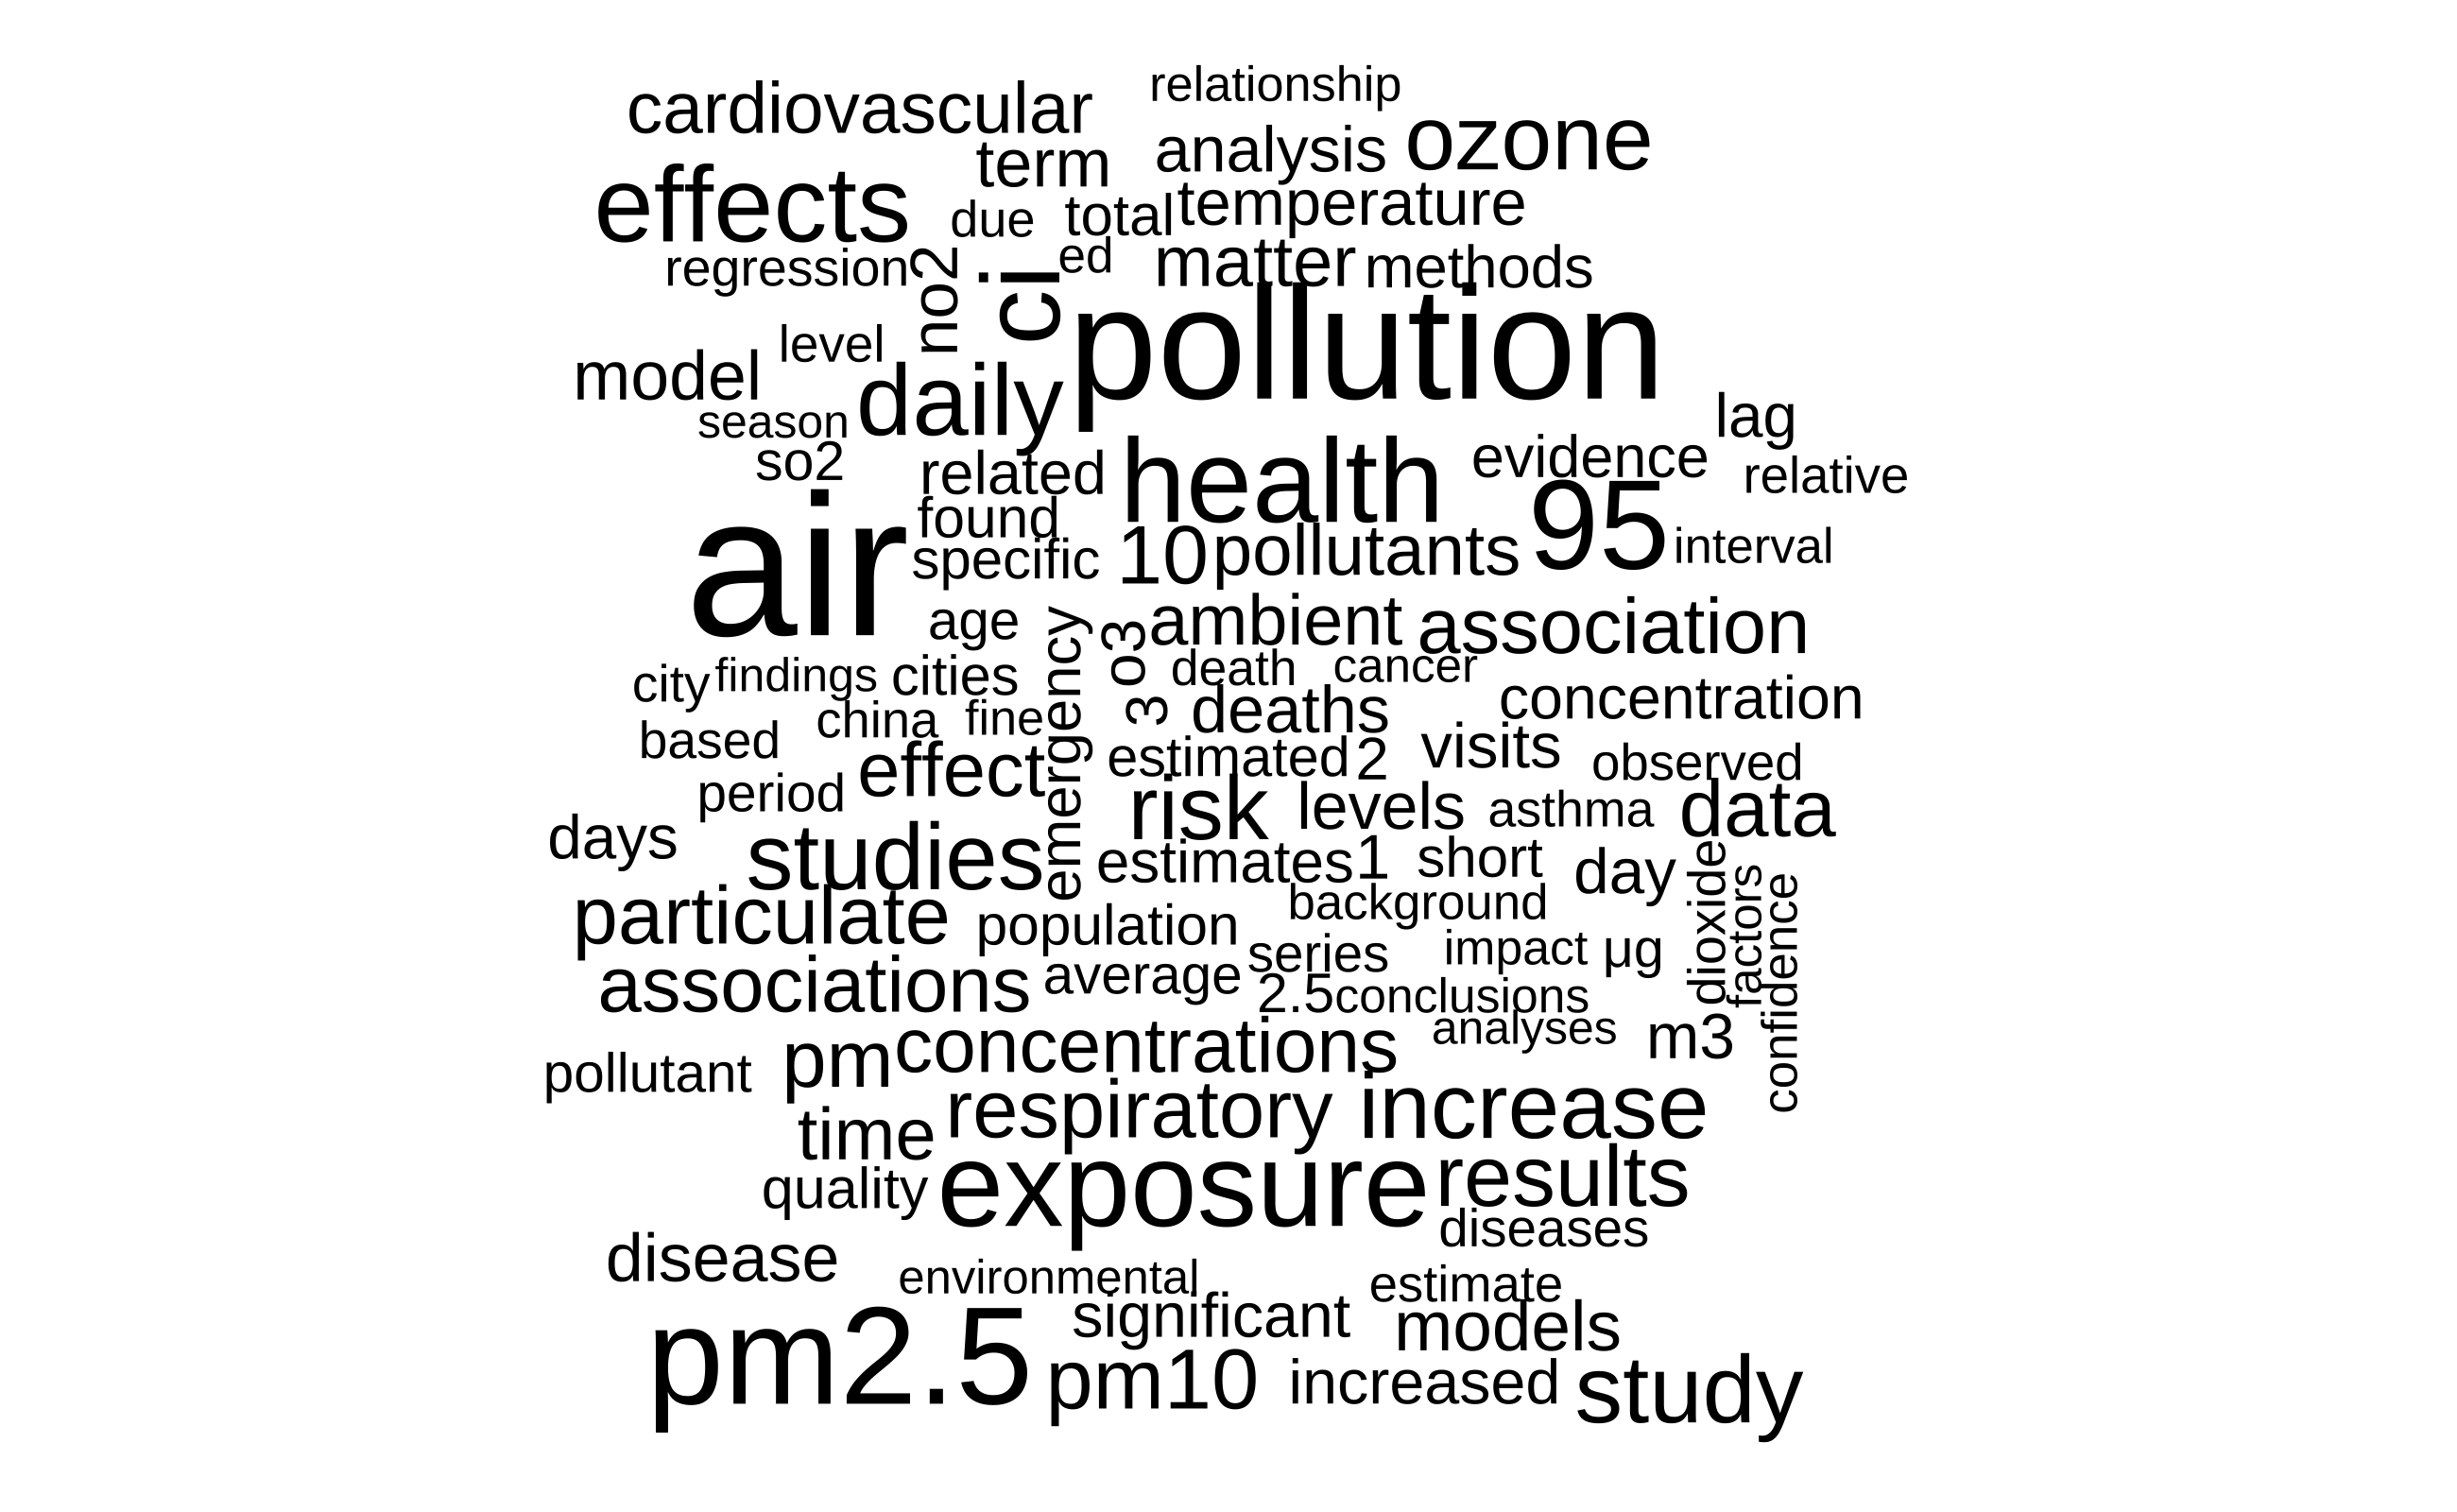 relationship
cardiovascular
ozone
analysis
term
effects
temperature
due
total
ed
matter
methods
regression
no2
ci
pollution
level
model
daily
season
lag
so2
related
health
evidence
relative
air
found
95
specific
10
pollutants
interval
age
emergency
o3
ambient
association
city
findings
cities
death
cancer
3
deaths
concentration
based
china
fine
estimated
2
visits
observed
effect
period
risk
levels
asthma
data
days
studies
estimates
1
short
day
dioxide
factors
confidence
particulate
population
background
series
impact
µg
associations
average
2.5
conclusions
pollutant
pm
concentrations
analyses
m3
time
respiratory
increase
quality
exposure
results
diseases
disease
environmental
estimate
significant
models
pm2.5
pm10
increased
study